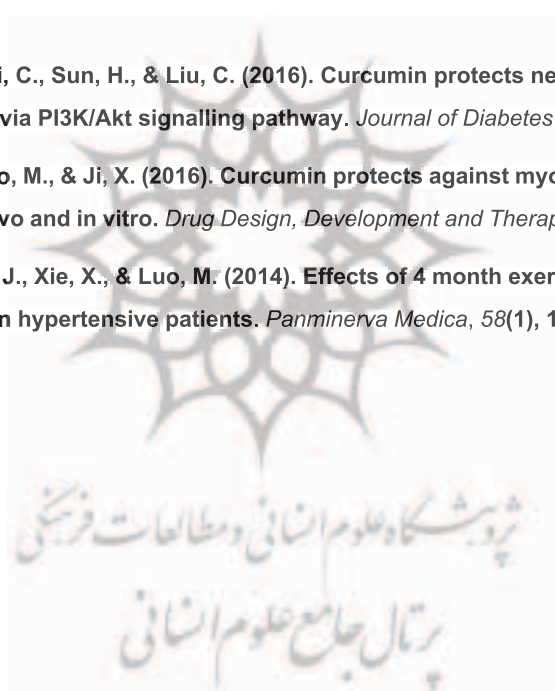 i, C., Sun, H., & Liu, C. (2016). Curcumin protects ne
via PI3K/Akt signalling pathway. Journal of Diabetes
o, M., & Ji, X. (2016). Curcumin protects against myo
vo and in vitro. Drug Design, Development and Therap
J., Xie, X., & Luo, M. (2014). Effects of 4 month exer
n hypertensive patients. Panminerva Medica, 58(1), 1
پژوهشگاه علوم انسانی و مطالعات فرهنگی
پرتال جامع علوم انسانی